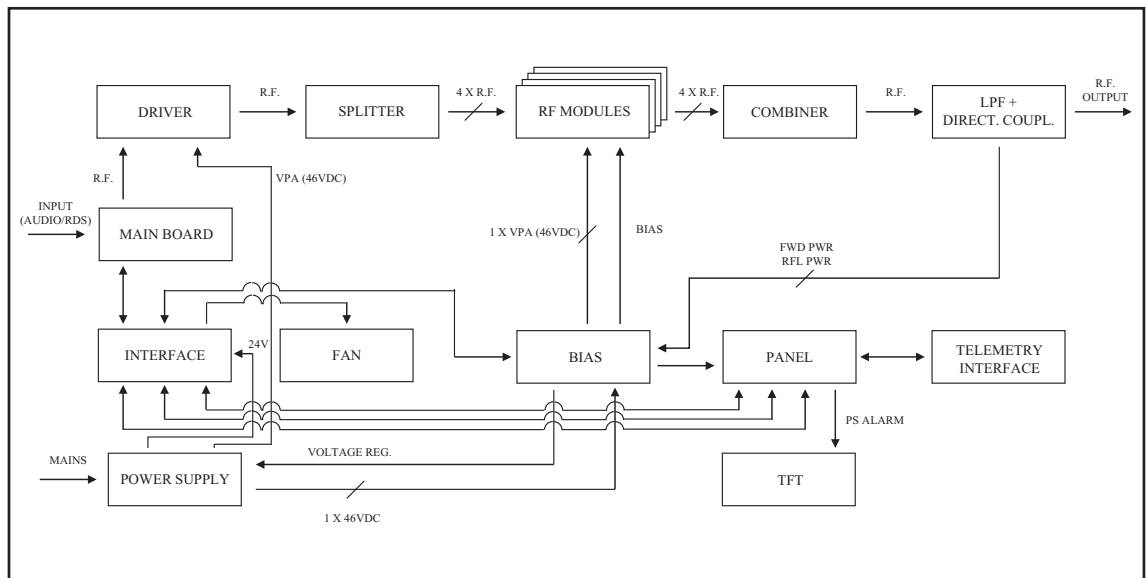 R.F.
4 X R.F.
4 X R.F.
R.F.
R.F.
OUTPUT
DRIVER
SPLITTER
RF MODULES
COMBINER
LPF +
DIRECT. COUPL.
R.F.
VPA (46VDC)
INPUT
(AUDIO/RDS)
MAIN BOARD
1 X VPA (46VDC)
BIAS
FWD PWR
RFL PWR
24V
INTERFACE
FAN
BIAS
PANEL
TELEMETRY
INTERFACE
PS ALARM
MAINS
VOLTAGE REG.
POWER SUPPLY
TFT
1 X 46VDC